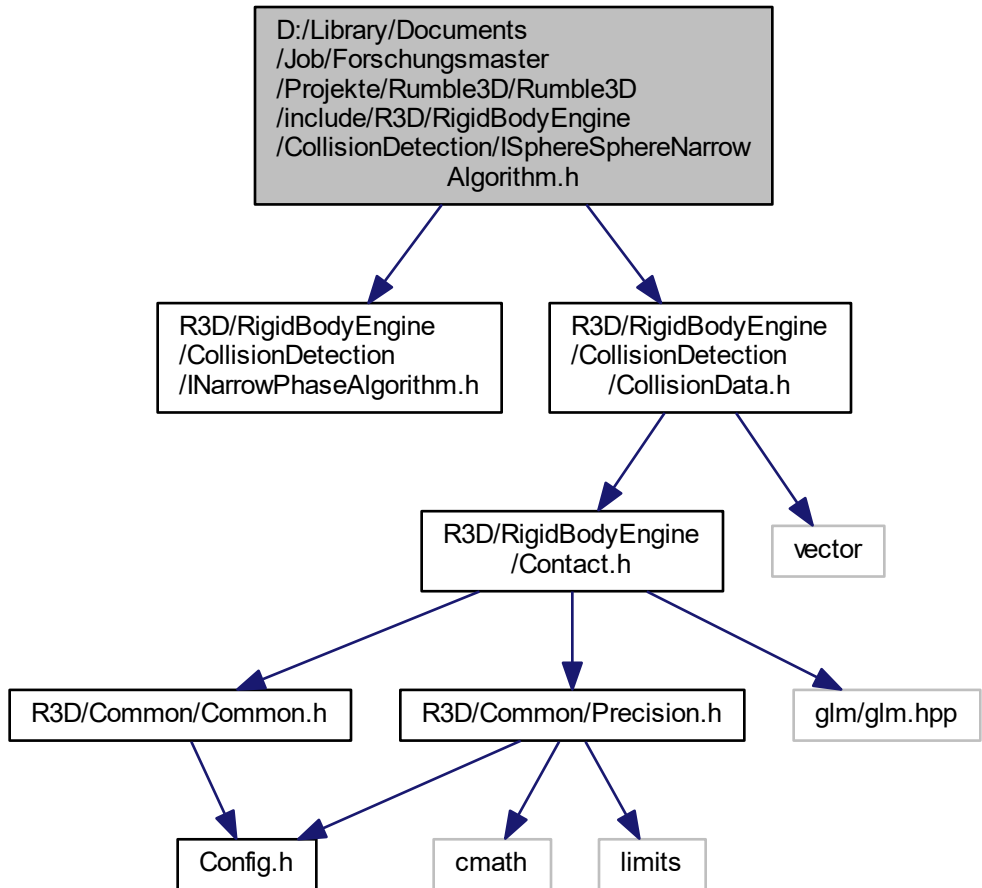 D:/Library/Documents
/Job/Forschungsmaster
/Projekte/Rumble3D/Rumble3D
/include/R3D/RigidBodyEngine
/CollisionDetection/ISphereSphereNarrow
Algorithm.h
R3D/RigidBodyEngine
/CollisionDetection
/INarrowPhaseAlgorithm.h
R3D/RigidBodyEngine
/CollisionDetection
/CollisionData.h
R3D/RigidBodyEngine
/Contact.h
vector
R3D/Common/Common.h
R3D/Common/Precision.h
glm/glm.hpp
Config.h
cmath
limits